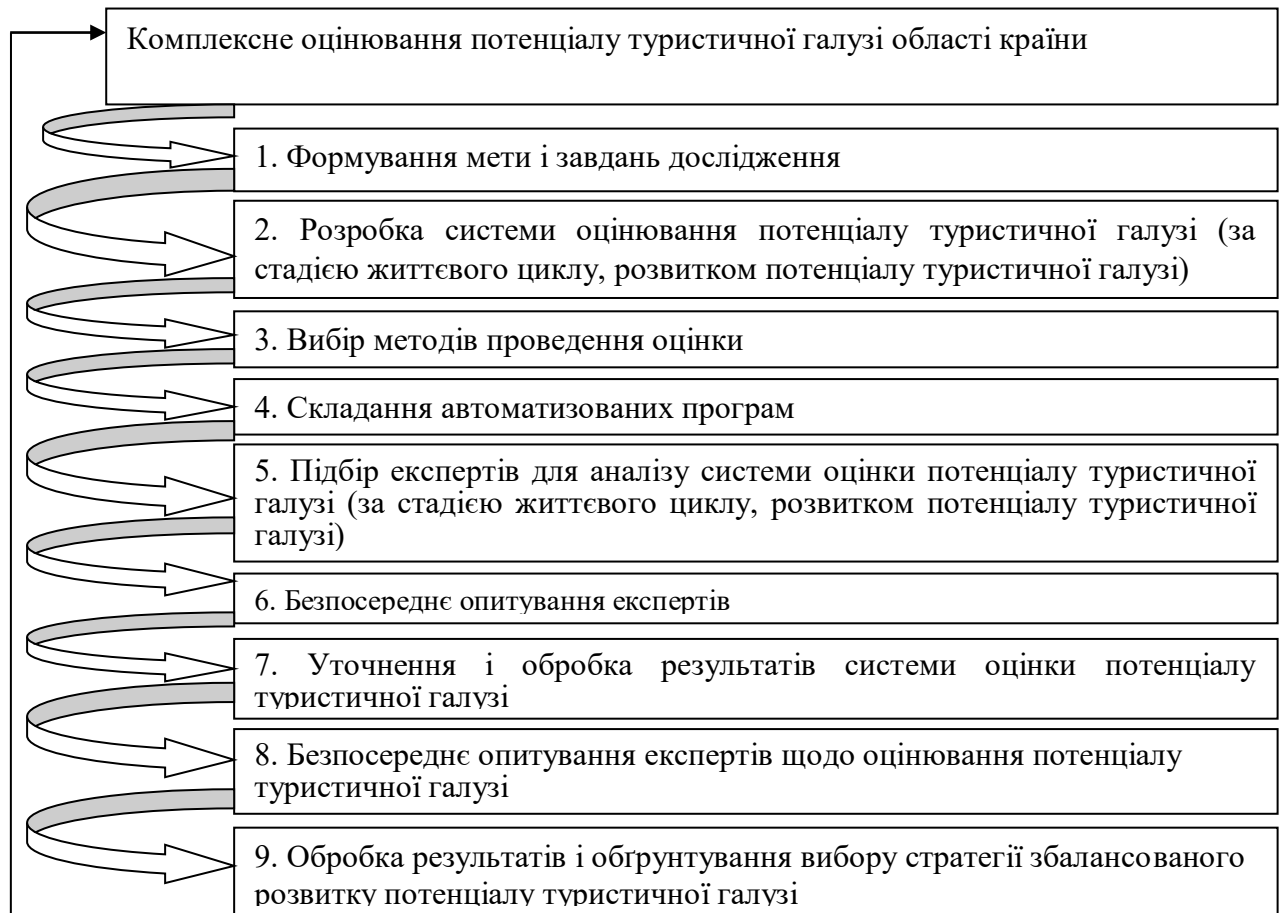 Комплексне оцінювання потенціалу туристичної галузі області країни
1. Формування мети і завдань дослідження
2. Розробка системи оцінювання потенціалу туристичної галузі (за
стадією життєвого циклу, розвитком потенціалу туристичної галузі)
3. Вибір методів проведення оцінки
4. Складання автоматизованих програм
5. Підбір експертів для аналізу системи оцінки потенціалу туристичної
галузі (за стадією життєвого циклу, розвитком потенціалу туристичної
галузі)
6. Безпосереднє опитування експертів
7. Уточнення і обробка результатів системи оцінки потенціалу
туристичної галузі
8. Безпосереднє опитування експертів щодо оцінювання потенціалу
туристичної галузі
9. Обробка результатів і обґрунтування вибору стратегії збалансованого
розвитку потенціалу туристичної галузі